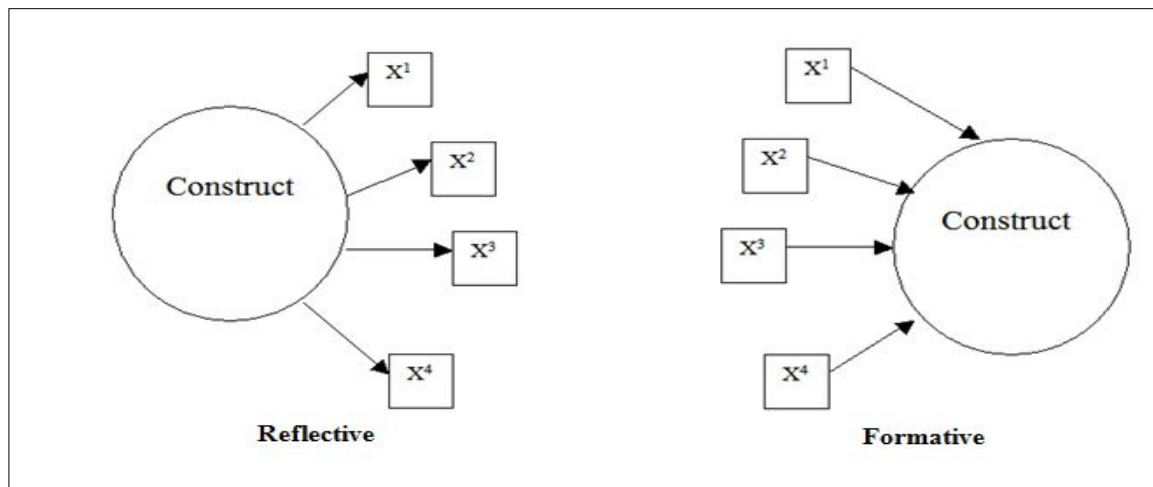 X¹
X²
Construct
X³
X⁴
Reflective
X¹
X²
Construct
X³
X⁴
Formative